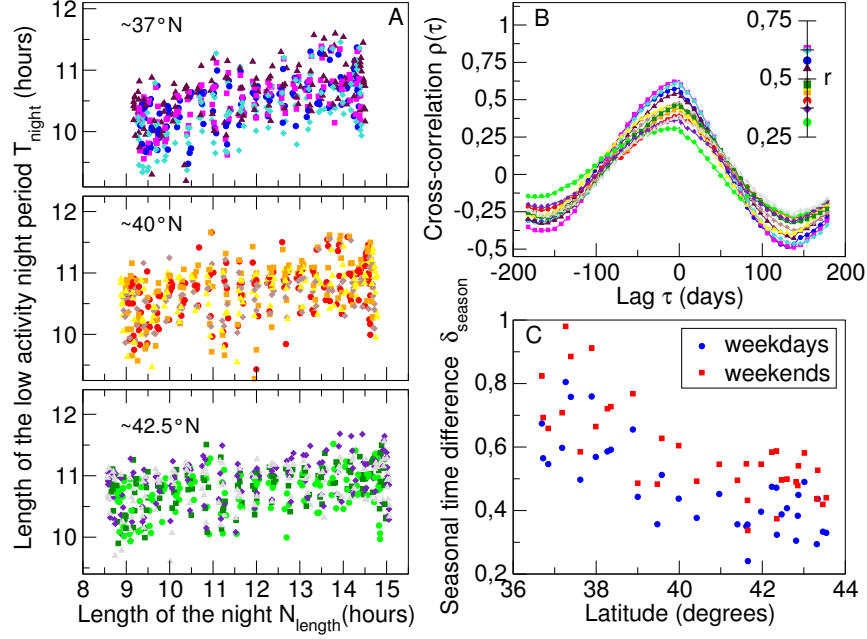 A
~37°N
12
11
10
~40°N
12
11
10
~42.5°N
12
11
10
8 9 10 11 12 13 14 15
Length of the night N_length (hours)
Length of the low activity night period T_night (hours)
B
0,75
0,5
0,25
r
1
0,75
0,5
0,25
0
-0,25
-0,5
-200 -100 0 100 200
Lag τ (days)
Cross-correlation ρ(τ)
C
weekdays
weekends
1
0,8
0,6
0,4
0,2
36 38 40 42 44
Latitude (degrees)
Seasonal time difference δ_season